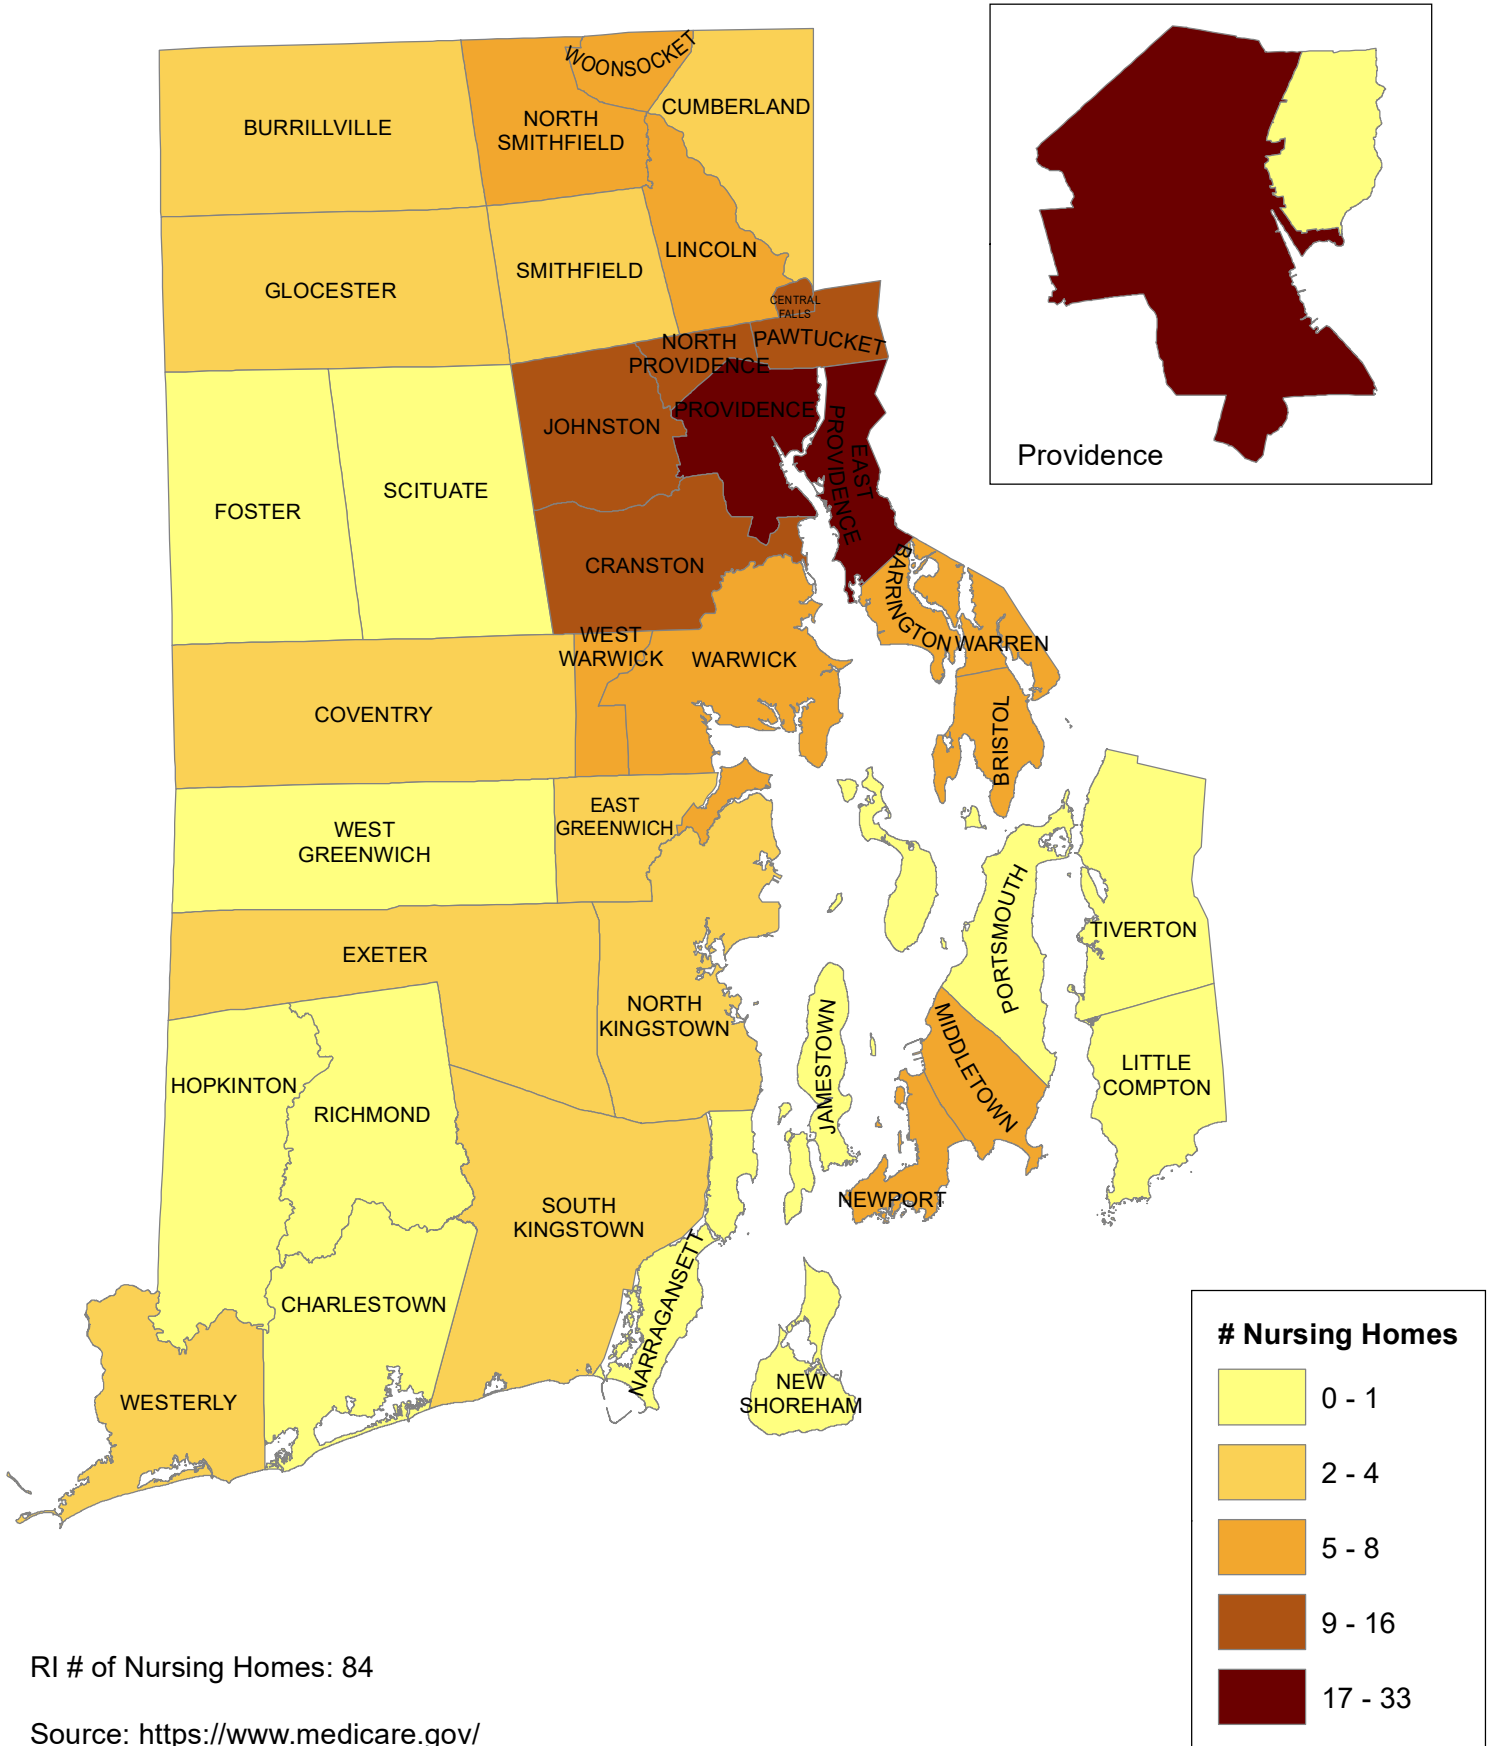 WOONSOCKET
CUMBERLAND
BURRILLVILLE
NORTH
SMITHFIELD
LINCOLN
SMITHFIELD
GLOCESTER
CENTRAL
FALLS
NORTH
PROVIDENCE
PAWTUCKET
PROVIDENCE
JOHNSTON
EAST
PROVIDENCE
SCITUATE
FOSTER
CRANSTON
BARRINGTON
WARREN
WEST
WARWICK
WARWICK
COVENTRY
BRISTOL
EAST
GREENWICH
WEST
GREENWICH
PORTSMOUTH
TIVERTON
EXETER
NORTH
KINGSTOWN
JAMESTOWN
MIDDLETOWN
LITTLE
COMPTON
HOPKINTON
RICHMOND
NEWPORT
SOUTH
KINGSTOWN
NARRAGANSETT
CHARLESTOWN
NEW
SHOREHAM
WESTERLY
Providence
# Nursing Homes
0 - 1
2 - 4
5 - 8
9 - 16
17 - 33
RI # of Nursing Homes: 84
Source: https://www.medicare.gov/